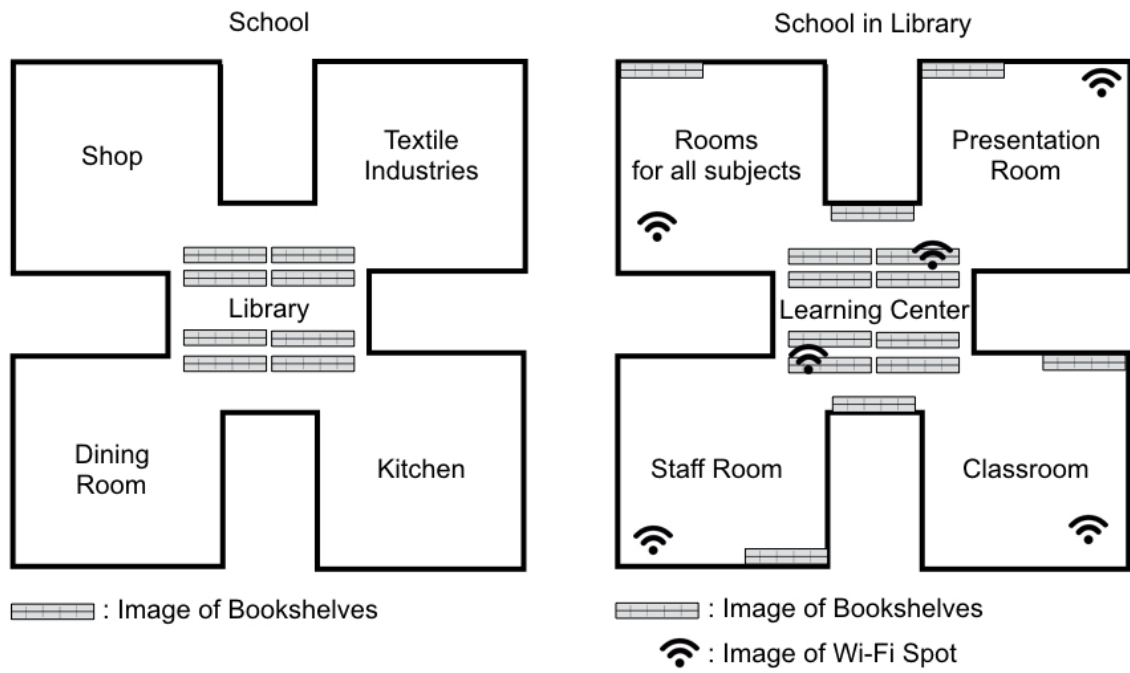 School
Shop
Textile
Industries
Library
Dining
Room
Kitchen
: Image of Bookshelves
School in Library
Rooms
for all subjects
Presentation
Room
Learning Center
Staff Room
Classroom
: Image of Bookshelves
: Image of Wi-Fi Spot